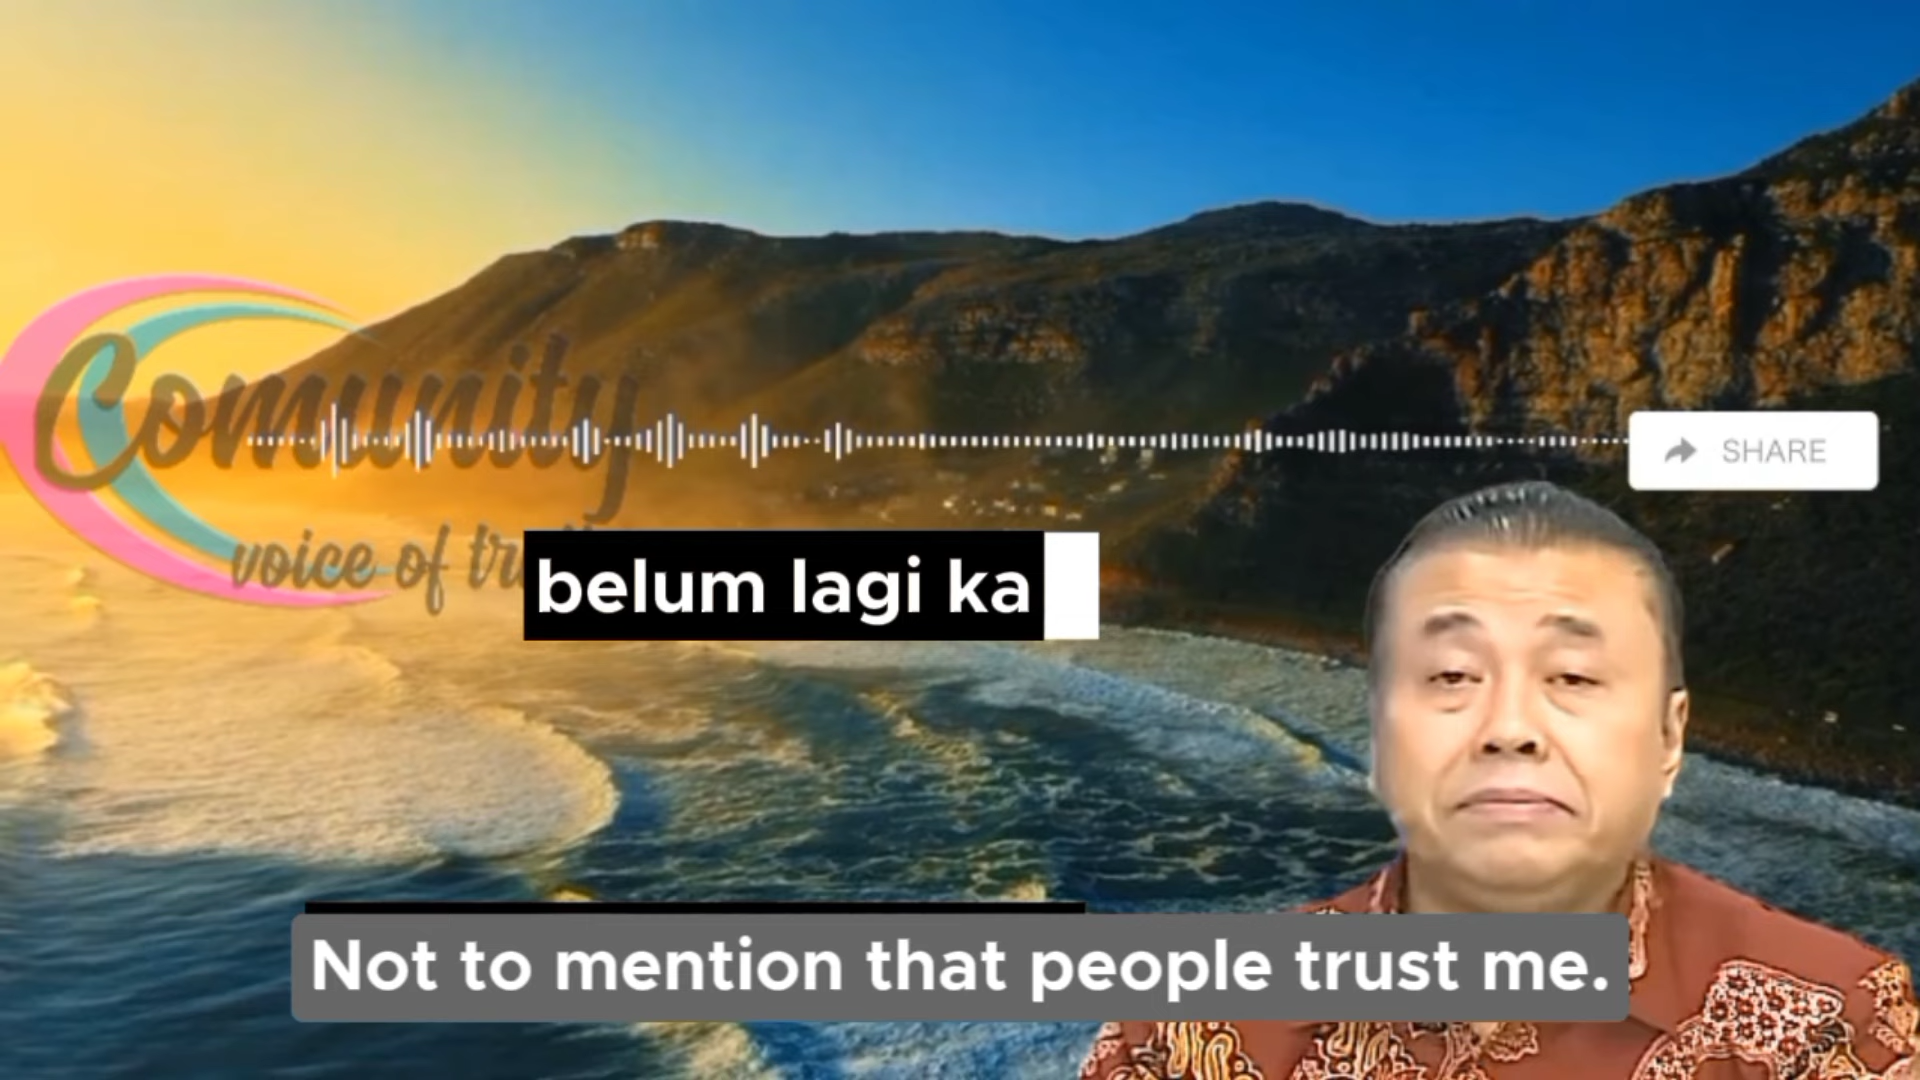 Comunity
SHARE
voice of tr
belum lagi ka
Not to mention that people trust me.